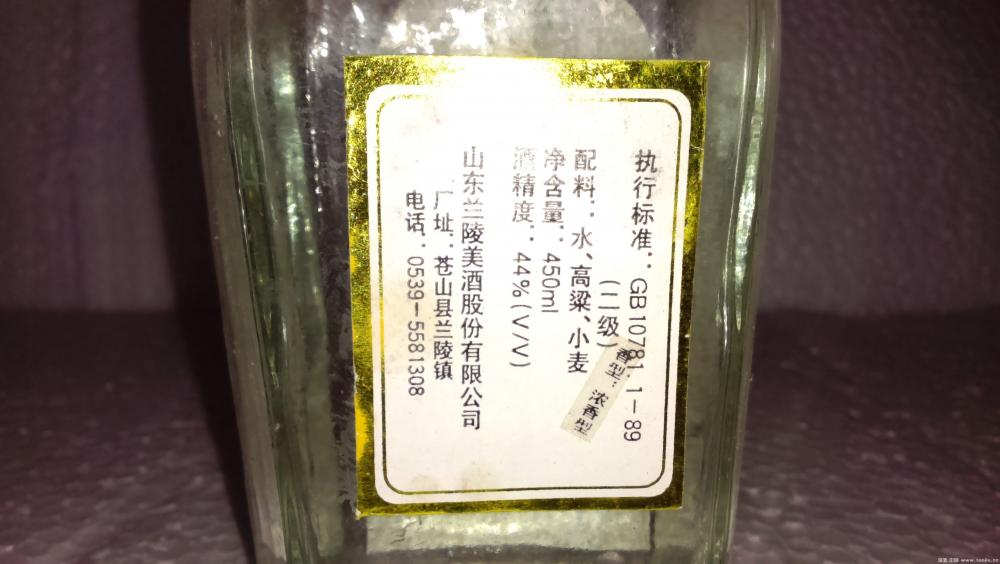 执行标准：GB10781.1—89
（二级）
香型：浓香型
配料：水、高粱、小麦
净含量：450ml
酒精度：44%(V/V)
山东兰陵美酒股份有限公司
厂址：苍山县兰陵镇
电话：0539—5581308